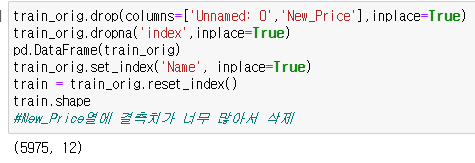 train_orig.drop(columns=['Unnamed: 0','New_Price'],inplace=True)
train_orig.dropna('index',inplace=True)
pd.DataFrame(train_orig)
train_orig.set_index('Name', inplace=True)
train = train_orig.reset_index()
train.shape
#New_Price열에 결측치가 너무 많아서 삭제
(5975, 12)